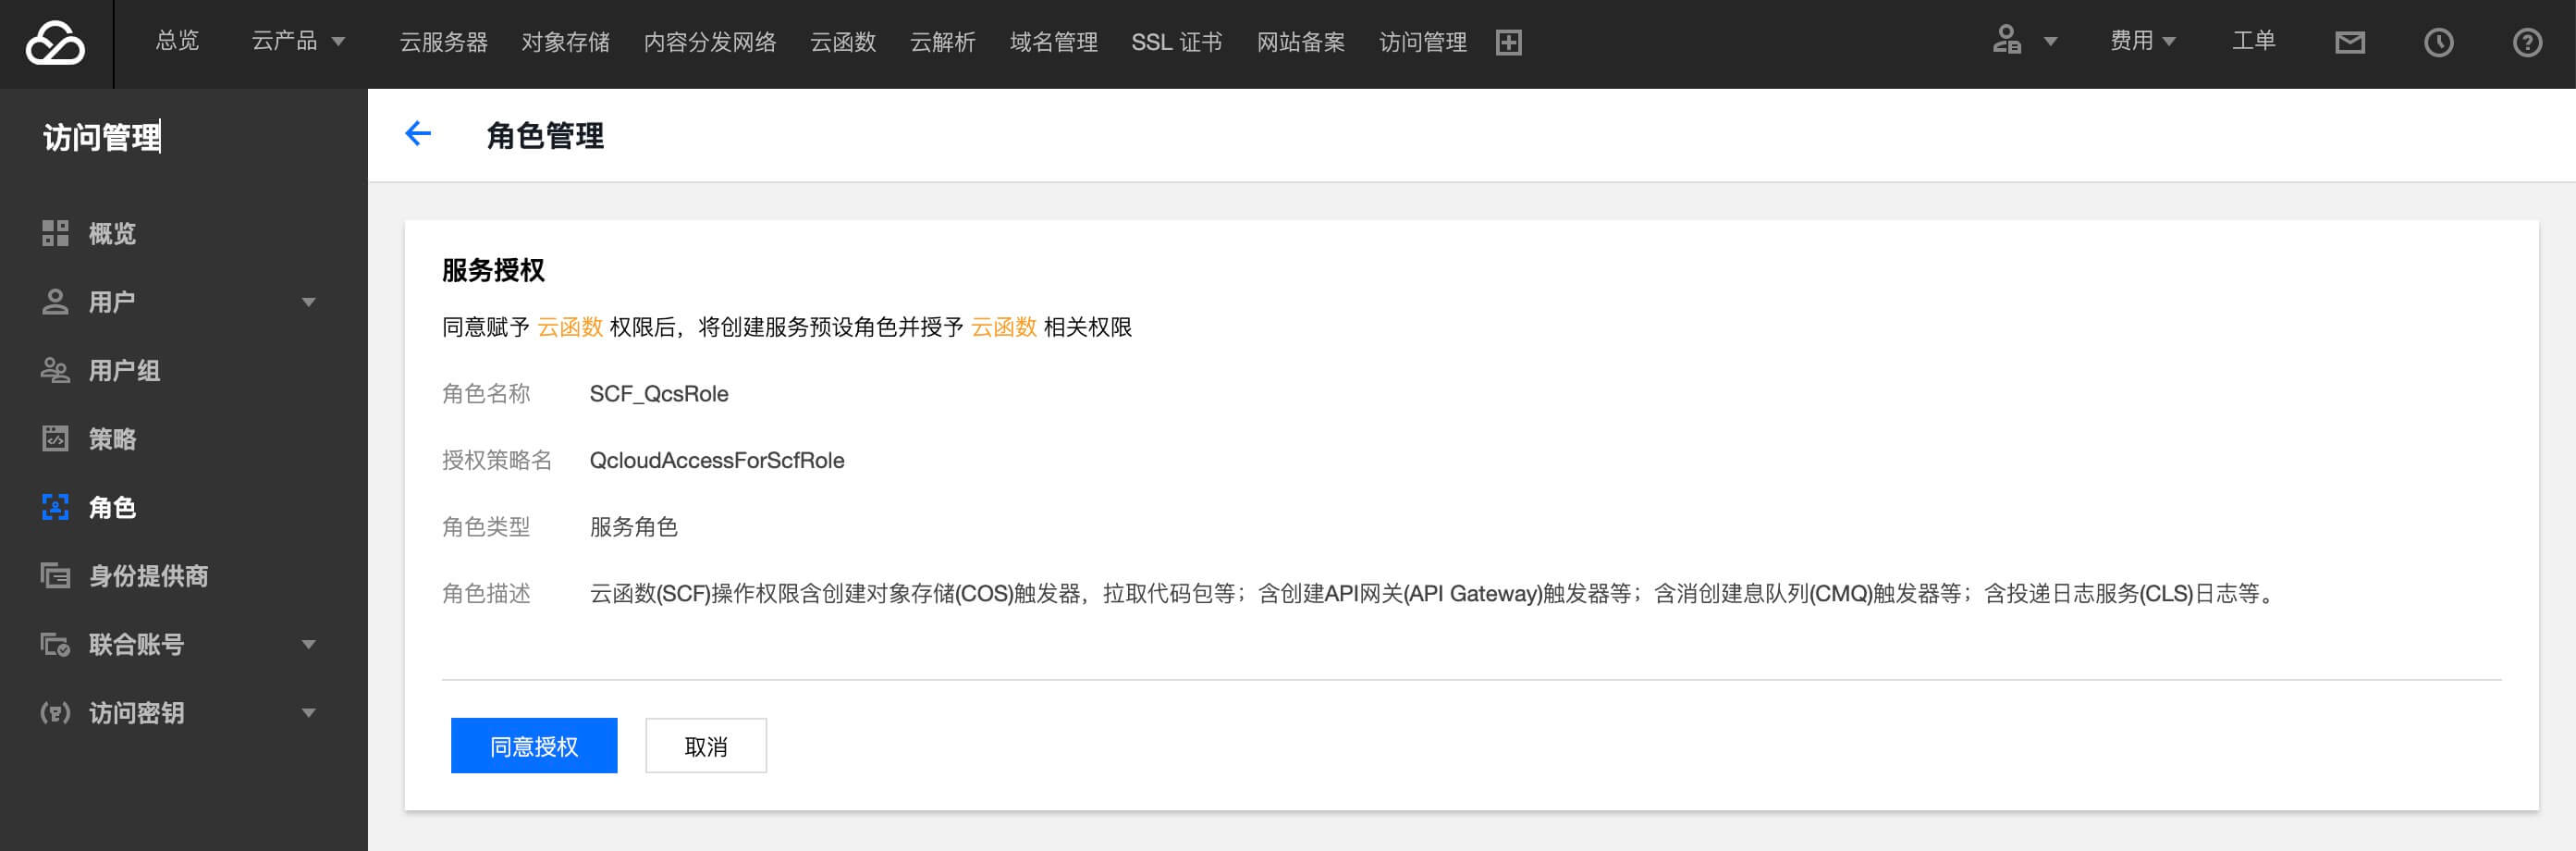 总览 云产品 云服务器 对象存储 内容分发网络 云函数 云解析 域名管理 SSL 证书 网站备案 访问管理 费用 工单
访问管理
概览
用户
用户组
策略
角色
身份提供商
联合账号
访问密钥
角色管理
服务授权
同意赋予 云函数 权限后，将创建服务预设角色并授予 云函数 相关权限
角色名称 SCF_QcsRole
授权策略名 QcloudAccessForScfRole
角色类型 服务角色
角色描述 云函数(SCF)操作权限含创建对象存储(COS)触发器，拉取代码包等；含创建API网关(API Gateway)触发器等；含消创建息队列(CMQ)触发器等；含投递日志服务(CLS)日志等。
同意授权 取消